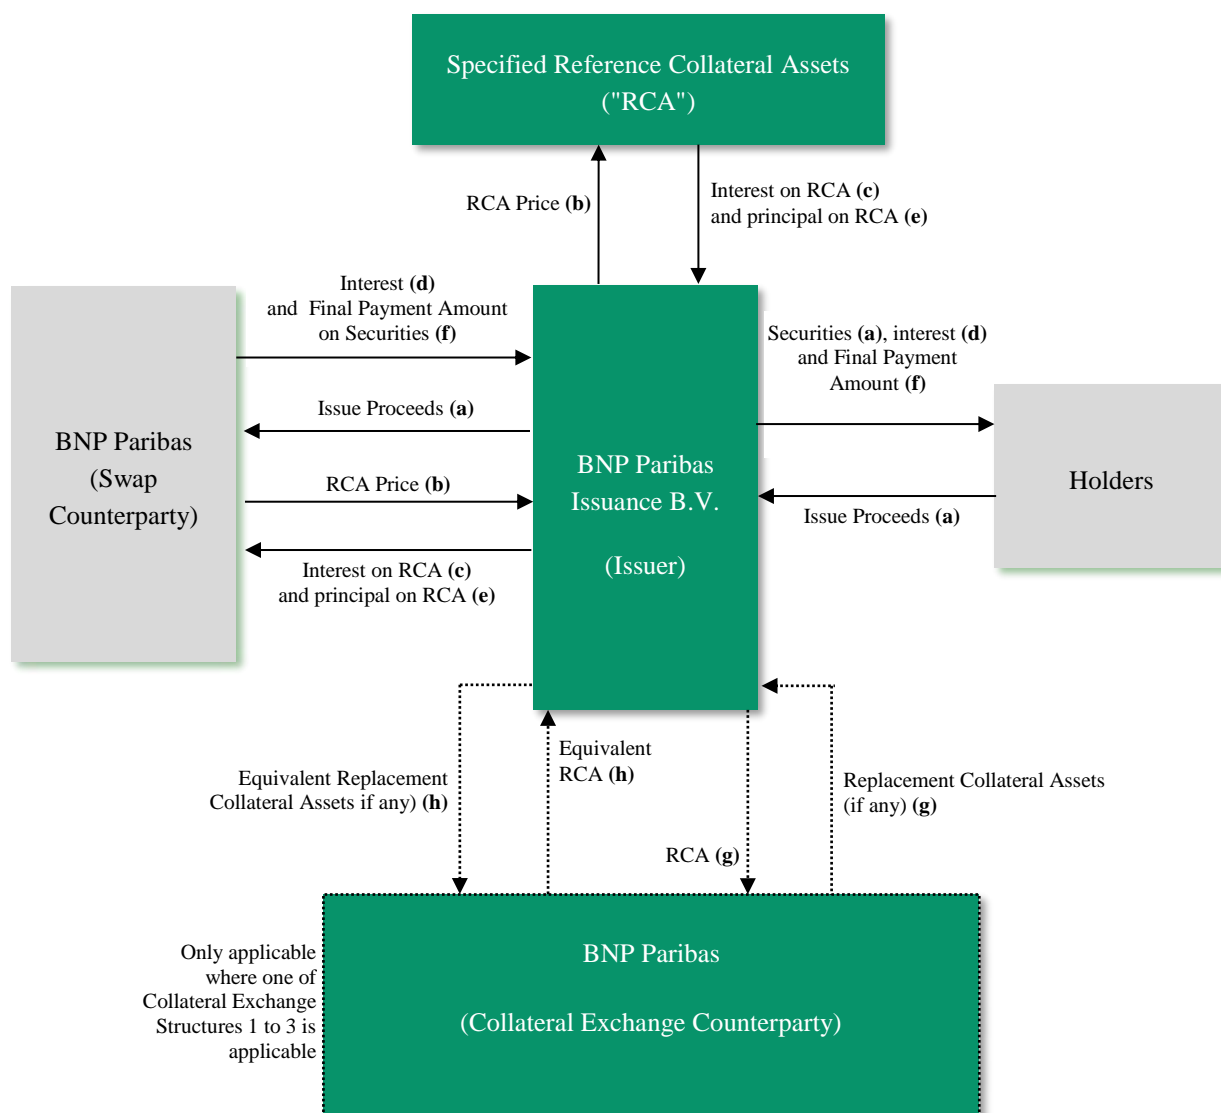 Specified Reference Collateral Assets
("RCA")
RCA Price (b)
Interest on RCA (c)
and principal on RCA (e)
Interest (d)
and Final Payment Amount
on Securities (f)
Securities (a), interest (d)
and Final Payment
Amount (f)
Issue Proceeds (a)
BNP Paribas
(Swap
Counterparty)
RCA Price (b)
BNP Paribas
Issuance B.V.
(Issuer)
Holders
Issue Proceeds (a)
Interest on RCA (c)
and principal on RCA (e)
Equivalent Replacement
Collateral Assets if any) (h)
Equivalent
RCA (h)
RCA (g)
Replacement Collateral Assets
(if any) (g)
Only applicable
where one of
Collateral Exchange
Structures 1 to 3 is
applicable
BNP Paribas
(Collateral Exchange Counterparty)